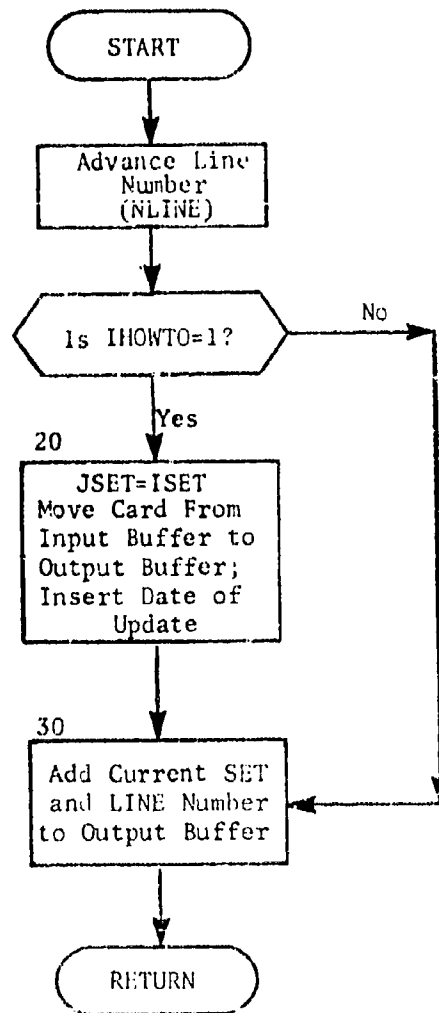 START
Advance Line
Number
(NLINE)
Is IHOWTO=1?
No
Yes
20
JSET=ISET
Move Card From
Input Buffer to
Output Buffer;
Insert Date of
Update
30
Add Current SET
and LINE Number
to Output Buffer
RETURN